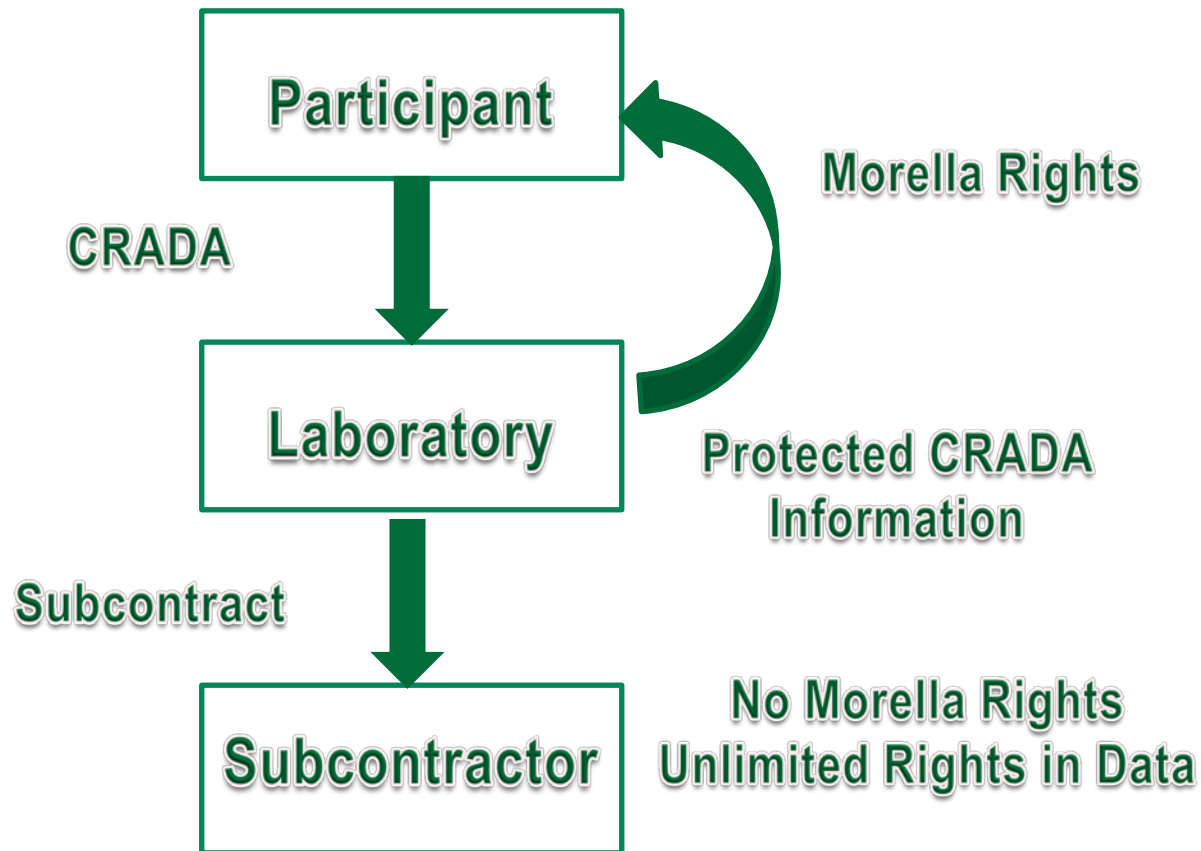 Participant
Morella Rights
CRADA
Laboratory
Protected CRADA
Information
Subcontract
No Morella Rights
Unlimited Rights in Data
Subcontractor